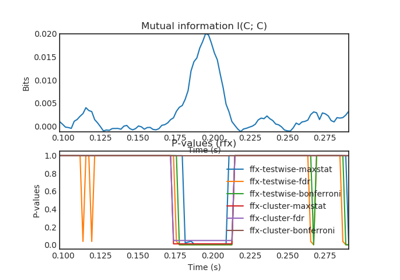 Mutual information I(C; C)
0.020
0.015
0.010
0.005
0.000
Bits
0.100 0.125 0.150 0.175 0.200 0.225 0.250 0.275
Time (s)
P-values (rfx)
1.0
0.8
0.6
0.4
0.2
0.0
P-values
ffx-testwise-maxstat
ffx-testwise-fdr
ffx-testwise-bonferroni
ffx-cluster-maxstat
ffx-cluster-fdr
ffx-cluster-bonferroni
0.100 0.125 0.150 0.175 0.200 0.225 0.250 0.275
Time (s)